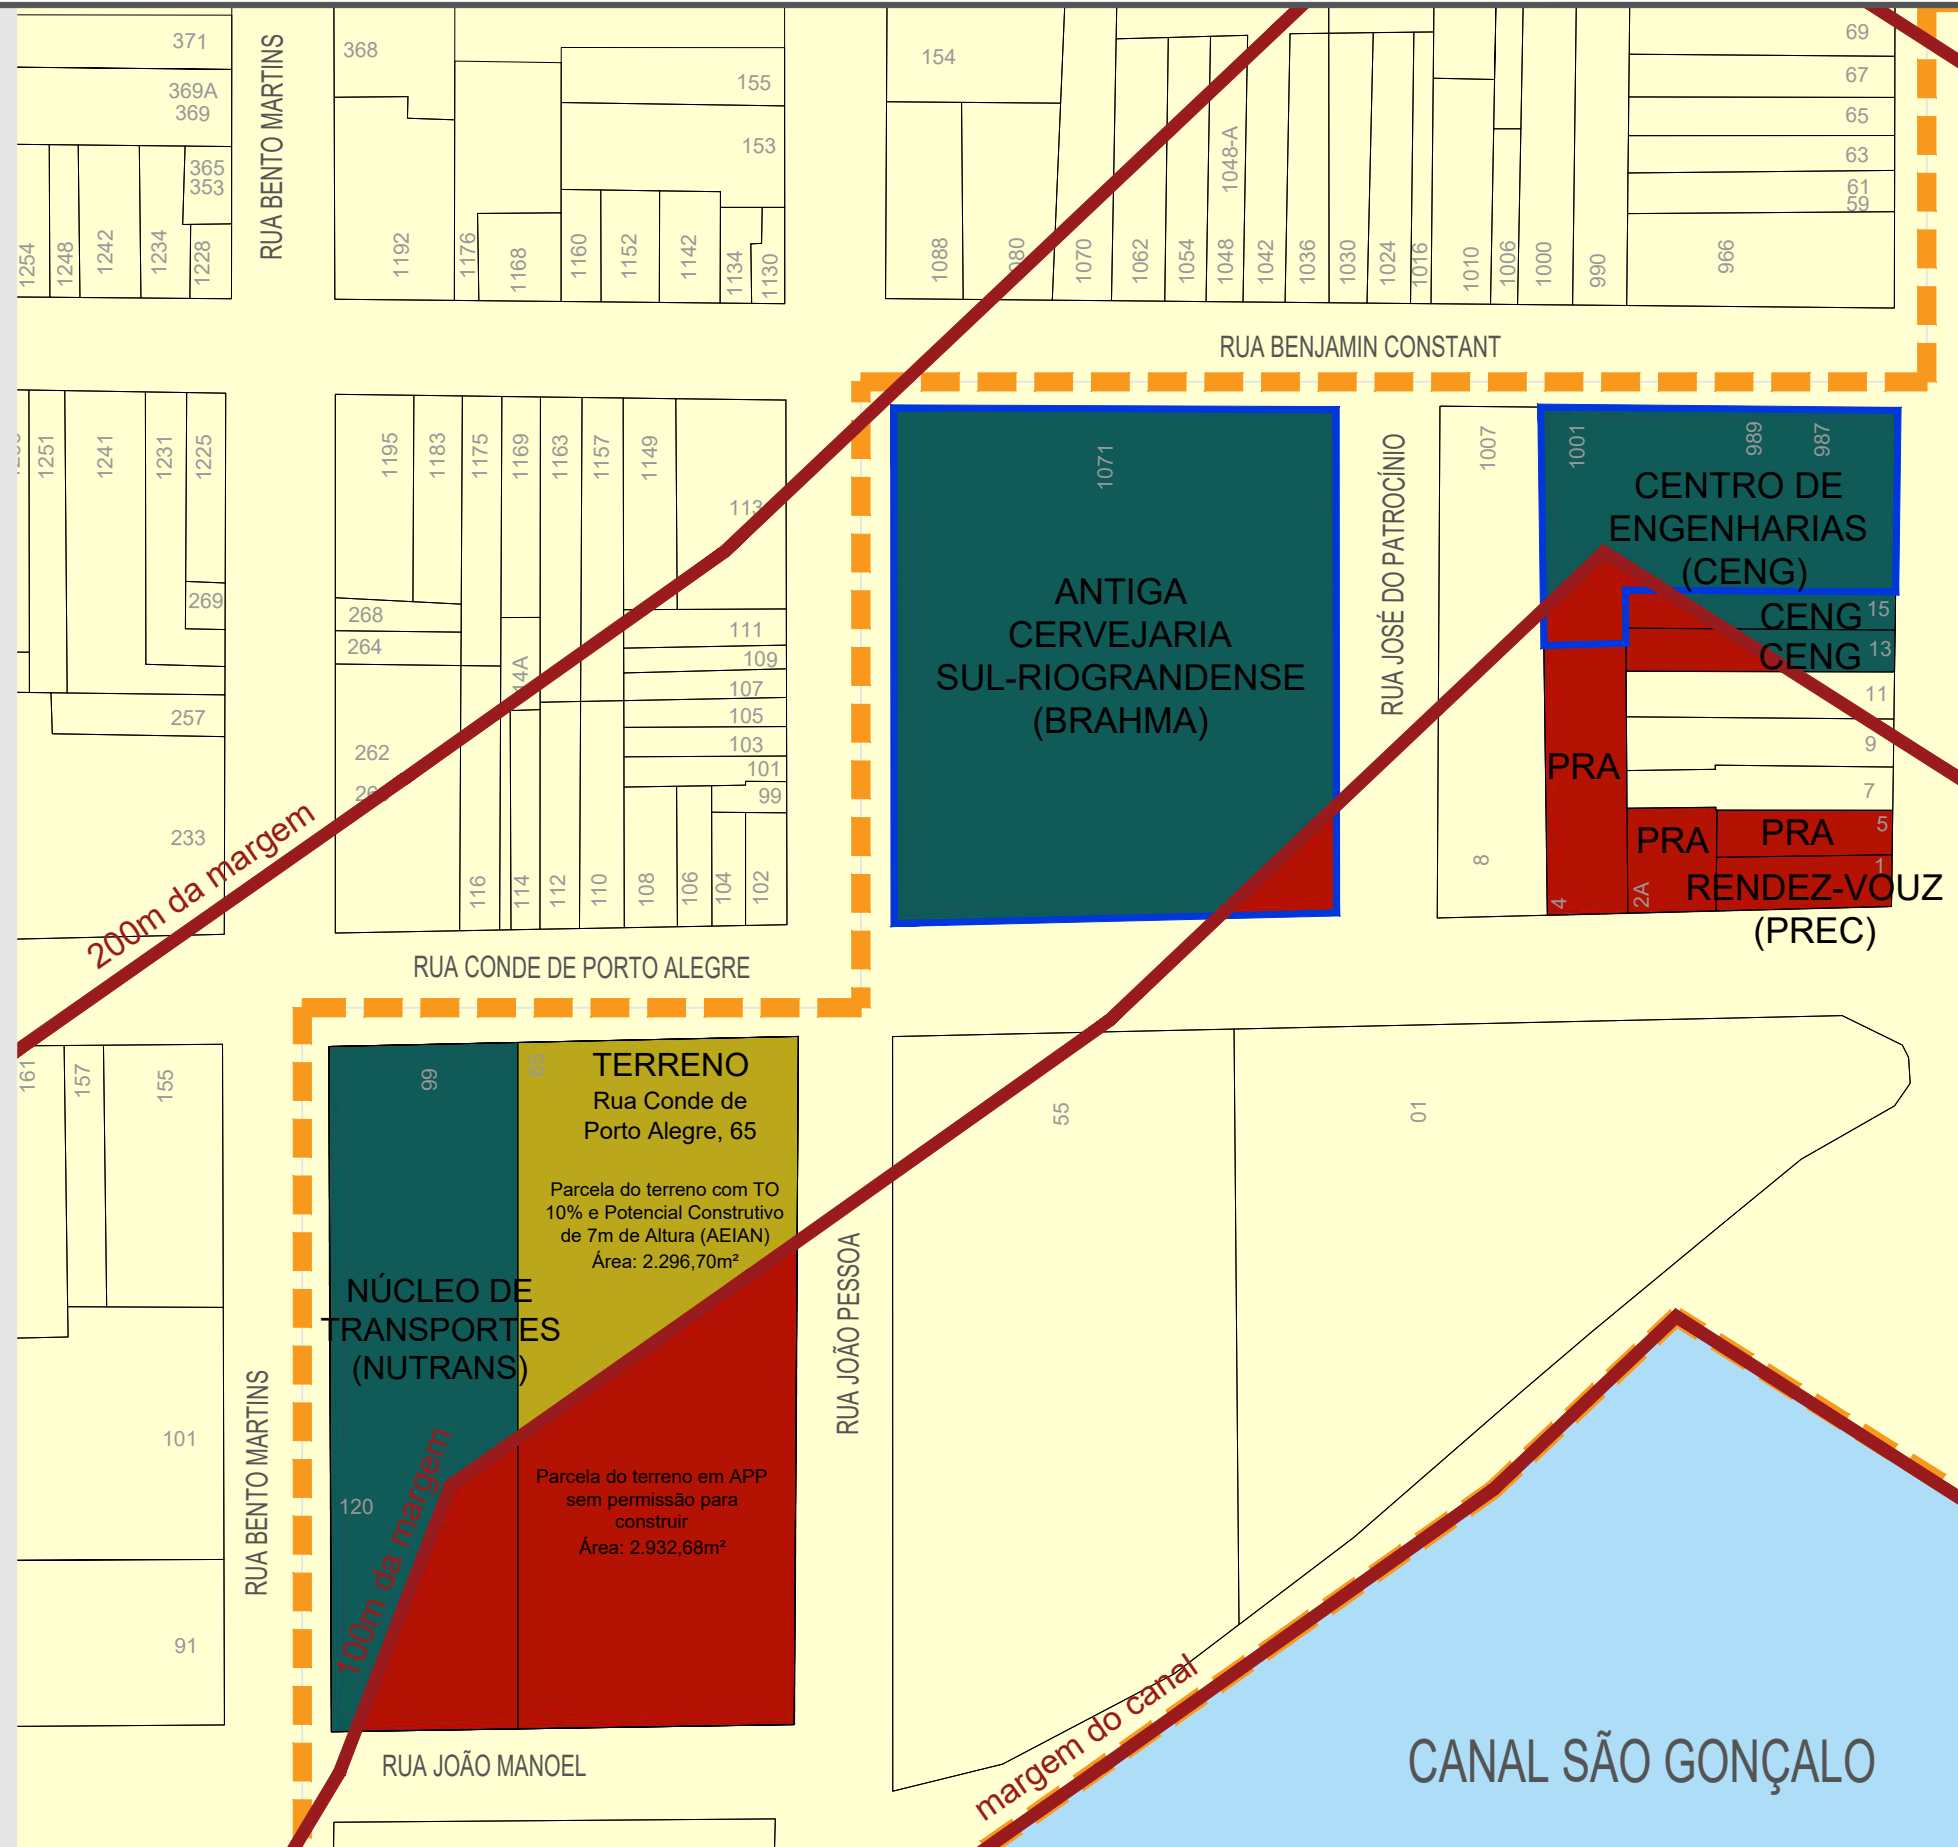 371
369A
369
365
353
1254
1248
1242
1234
1228
RUA BENTO MARTINS
368
155
153
1192
1176
1168
1160
1152
1142
1134
1130
154
1088
1070
1062
1054
1048-A
1048
1042
1036
1030
1024
1016
1010
1006
1000
990
966
69
67
65
63
61
59
RUA BENJAMIN CONSTANT
1251
1241
1231
1225
269
257
233
1195
1183
1175
1169
1163
1157
1149
113
268
264
14A
262
111
109
107
105
103
101
99
116
114
112
110
108
106
104
102
200m da margem
RUA CONDE DE PORTO ALEGRE
1071
ANTIGA
CERVEJARIA
SUL-RIOGRANDENSE
(BRAHMA)
RUA JOSÉ DO PATROCÍNIO
1007
8
1001
989
987
CENTRO DE
ENGENHARIAS
(CENG)
CENG 15
CENG 13
11
9
7
PRA
PRA
PRA 5
1
4
2A
RENDEZ-VOUZ
(PREC)
161
157
155
101
91
RUA BENTO MARTINS
99
65
TERRENO
Rua Conde de
Porto Alegre, 65
Parcela do terreno com TO
10% e Potencial Construtivo
de 7m de Altura (AEIAN)
Área: 2.296,70m²
NÚCLEO DE
TRANSPORTES
(NUTRANS)
120
100m da margem
Parcela do terreno em APP
sem permissão para
construir
Área: 2.932,68m²
RUA JOÃO PESSOA
55
01
RUA JOÃO MANOEL
margem do canal
CANAL SÃO GONÇALO